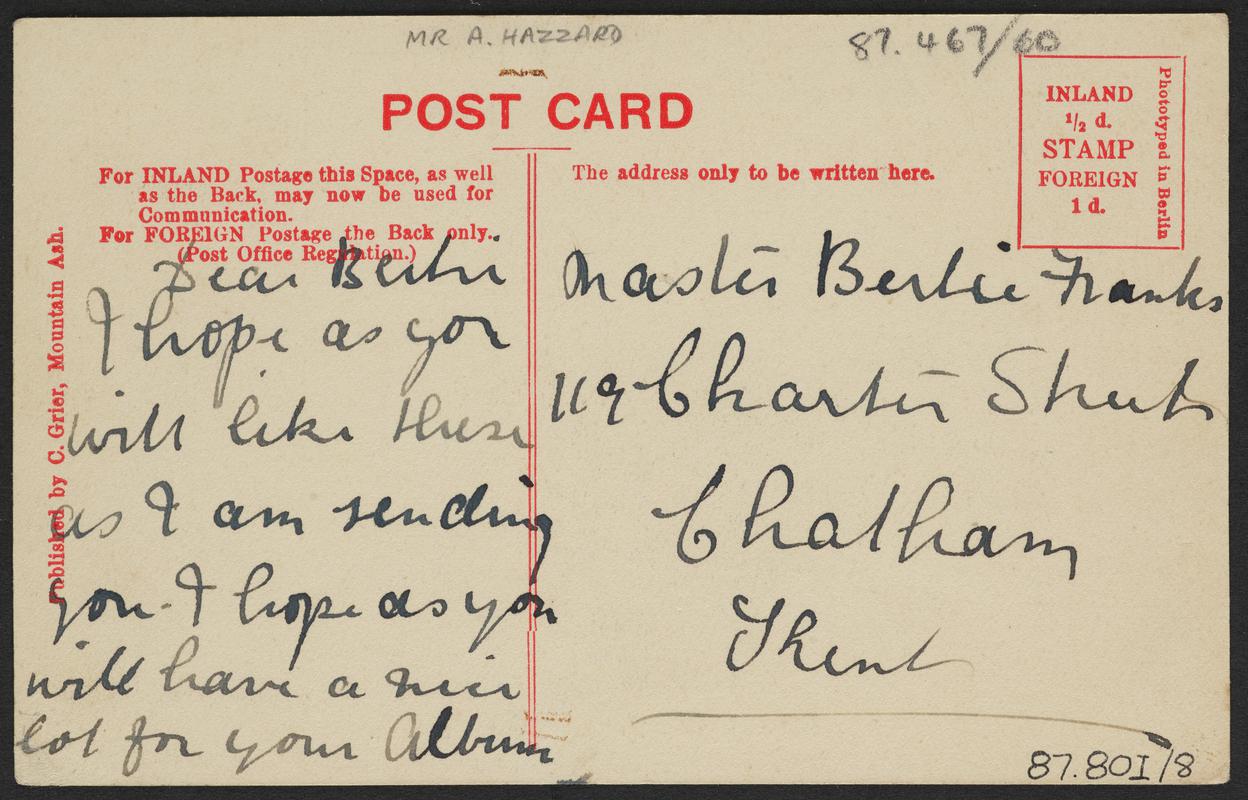 MR A. HAZZARD
87.467/60
POST CARD
For INLAND Postage this Space, as well
as the Back, may now be used for
Communication.
For FOREIGN Postage the Back only.
(Post Office Regulation.)
The address only to be written here.
INLAND
1/2 d.
STAMP
FOREIGN
1 d.
Phototyped in Berlin
Published by C. Grier, Mountain Ash.
Dear Bertie
I hope as you
will like these
as I am sending
you. I hope as you
will have a nice
lot for your Album
Master Bertie Franks
119 Charter Street
Chatham
Kent
87.80I/8